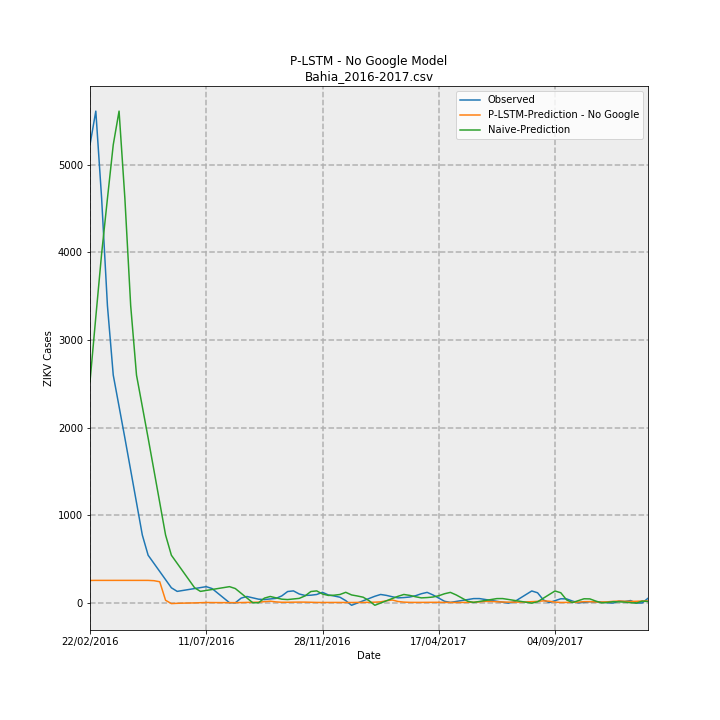 P-LSTM - No Google Model
Bahia_2016-2017.csv
Observed
P-LSTM-Prediction - No Google
Naive-Prediction
ZIKV Cases
5000
4000
3000
2000
1000
0
22/02/2016
11/07/2016
28/11/2016
17/04/2017
04/09/2017
Date